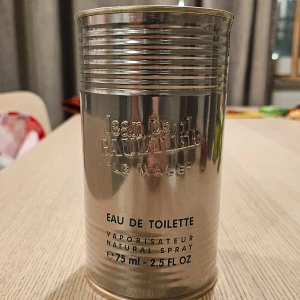 Jean Paul
GAULTIER
"Le MALE"
EAU DE TOILETTE
VAPORISATEUR
NATURAL SPRAY
e 75 ml - 2.5 FL OZ